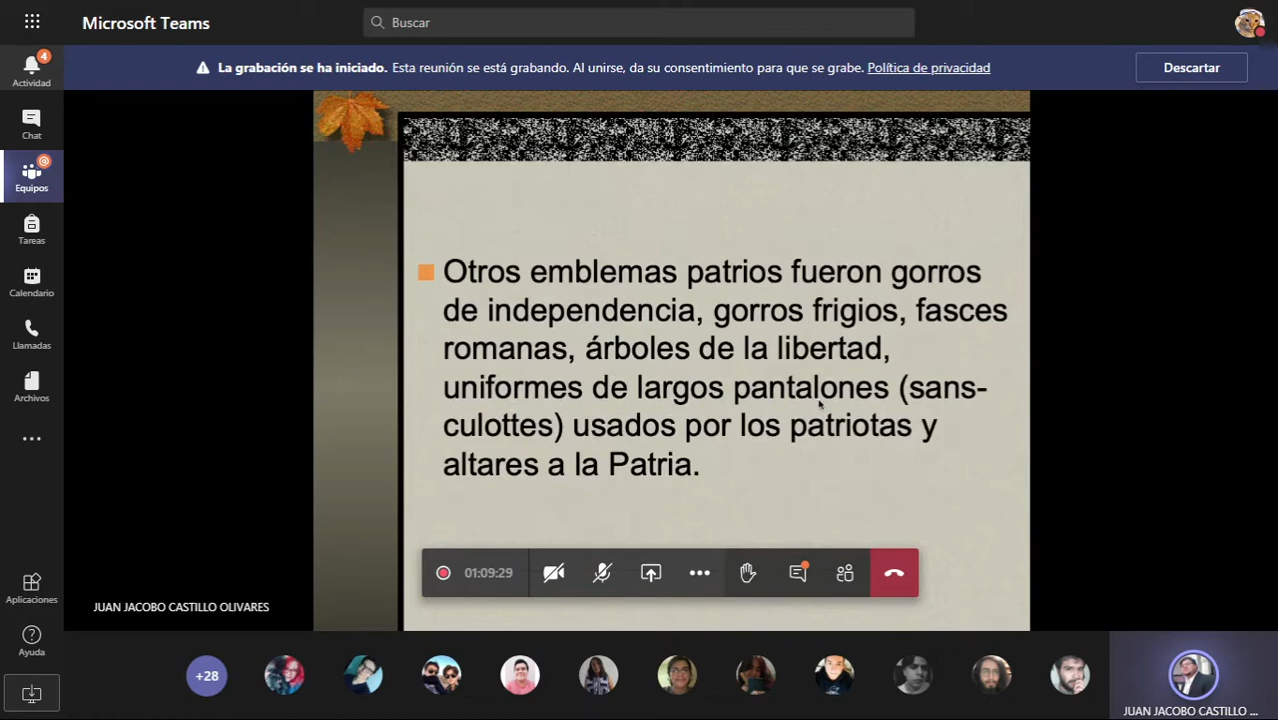 Microsoft Teams
Buscar
4
Actividad
La grabación se ha iniciado. Esta reunión se está grabando. Al unirse, da su consentimiento para que se grabe. Política de privacidad
Descartar
Chat
@
Equipos
Tareas
Calendario
Llamadas
Archivos
Otros emblemas patrios fueron gorros
de independencia, gorros frigios, fasces
romanas, árboles de la libertad,
uniformes de largos pantalones (sans-
culottes) usados por los patriotas y
altares a la Patria.
01:09:29
Aplicaciones
JUAN JACOBO CASTILLO OLIVARES
Ayuda
+28
JUAN JACOBO CASTILLO ...